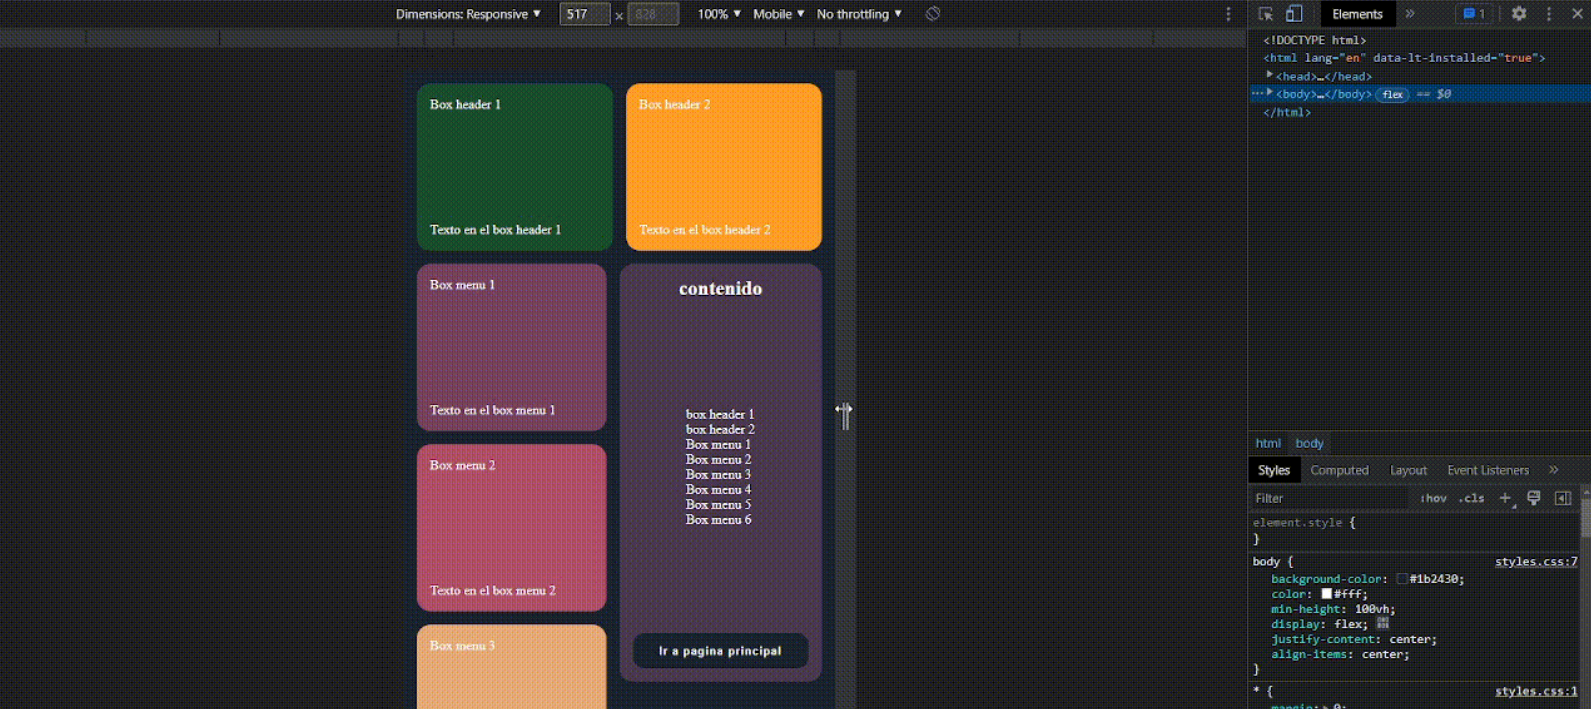 Dimensions: Responsive ▼ 517 x 828 100% ▼ Mobile ▼ No throttling ▼
Elements » 1
<!DOCTYPE html>
<html lang="en" data-lt-installed="true">
<head>…</head>
<body>…</body> flex == $0
</html>
Box header 1
Texto en el box header 1
Box header 2
Texto en el box header 2
Box menu 1
Texto en el box menu 1
Box menu 2
Texto en el box menu 2
Box menu 3
contenido
box header 1
box header 2
Box menu 1
Box menu 2
Box menu 3
Box menu 4
Box menu 5
Box menu 6
Ir a pagina principal
html body
Styles Computed Layout Event Listeners »
Filter :hov .cls +
element.style {
}
body { styles.css:7
background-color: #1b2430;
color: #fff;
min-height: 100vh;
display: flex;
justify-content: center;
align-items: center;
}
* { styles.css:1
margin: 0;